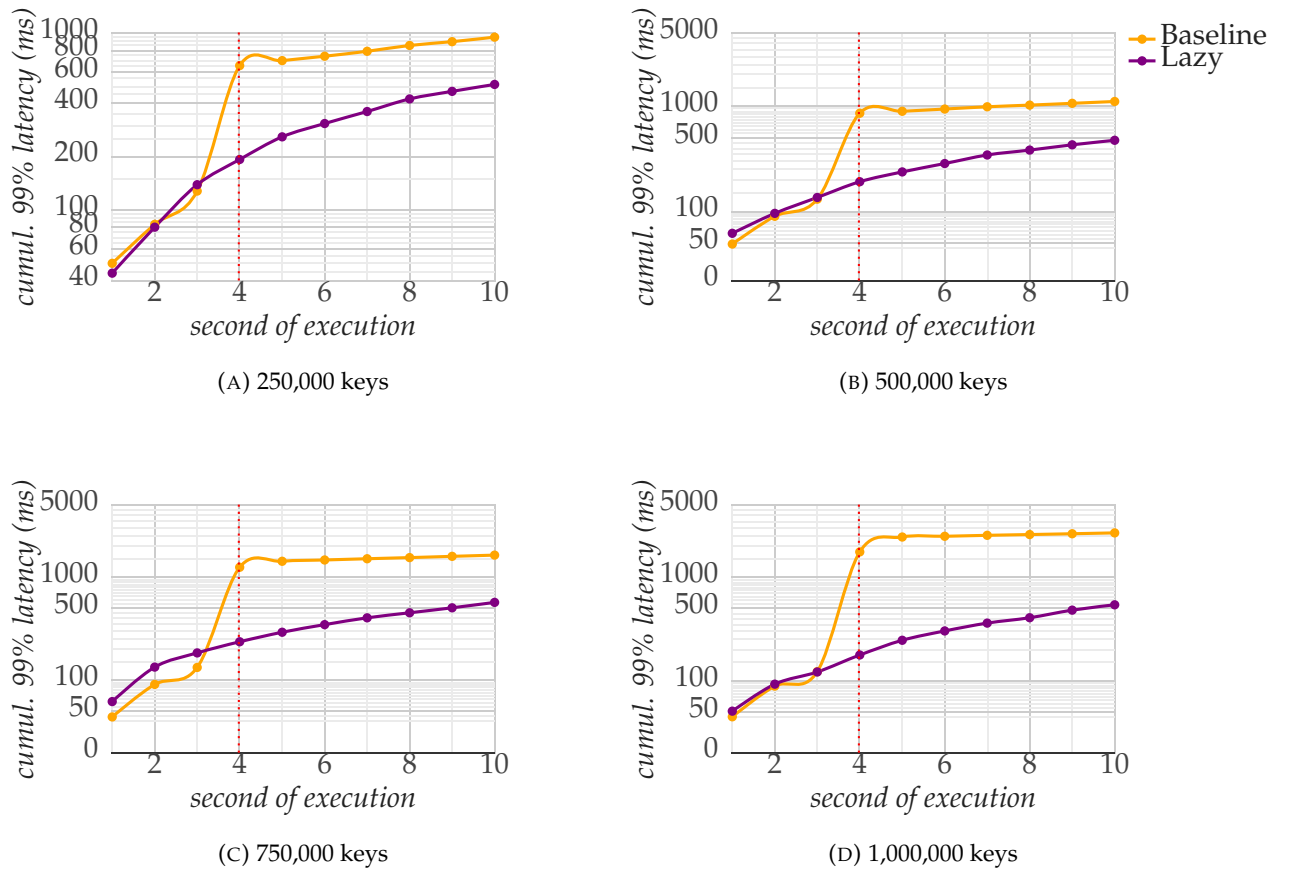 cumul. 99% latency (ms)
1000
800
600
400
200
100
80
60
40
2 4 6 8 10
second of execution
(A) 250,000 keys
cumul. 99% latency (ms)
5000
1000
500
100
50
0
2 4 6 8 10
second of execution
(B) 500,000 keys
Baseline
Lazy
cumul. 99% latency (ms)
5000
1000
500
100
50
0
2 4 6 8 10
second of execution
(C) 750,000 keys
cumul. 99% latency (ms)
5000
1000
500
100
50
0
2 4 6 8 10
second of execution
(D) 1,000,000 keys